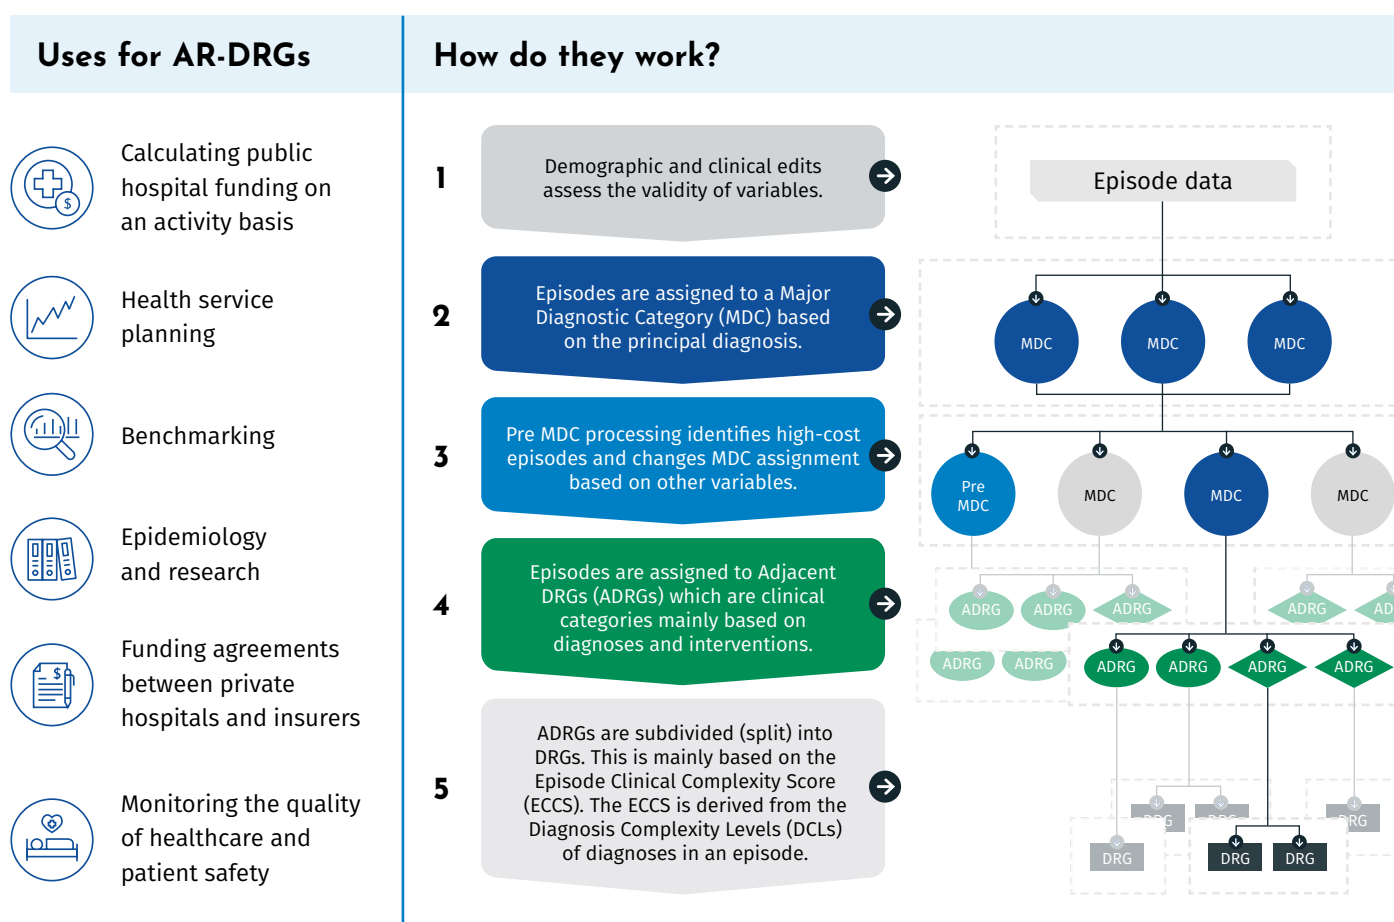 Uses for AR-DRGs
Calculating public
hospital funding on
an activity basis
Health service
planning
Benchmarking
Epidemiology
and research
Funding agreements
between private
hospitals and insurers
Monitoring the quality
of healthcare and
patient safety
How do they work?
1
Demographic and clinical edits
assess the validity of variables.
2
Episodes are assigned to a Major
Diagnostic Category (MDC) based
on the principal diagnosis.
3
Pre MDC processing identifies high-cost
episodes and changes MDC assignment
based on other variables.
4
Episodes are assigned to Adjacent
DRGs (ADRGs) which are clinical
categories mainly based on
diagnoses and interventions.
5
ADRGs are subdivided (split) into
DRGs. This is mainly based on the
Episode Clinical Complexity Score
(ECCS). The ECCS is derived from the
Diagnosis Complexity Levels (DCLs)
of diagnoses in an episode.
Episode data
MDC MDC MDC
Pre
MDC
MDC MDC MDC
ADRG ADRG ADRG ADRG
ADRG ADRG ADRG ADRG ADRG ADRG
DRG DRG DRG